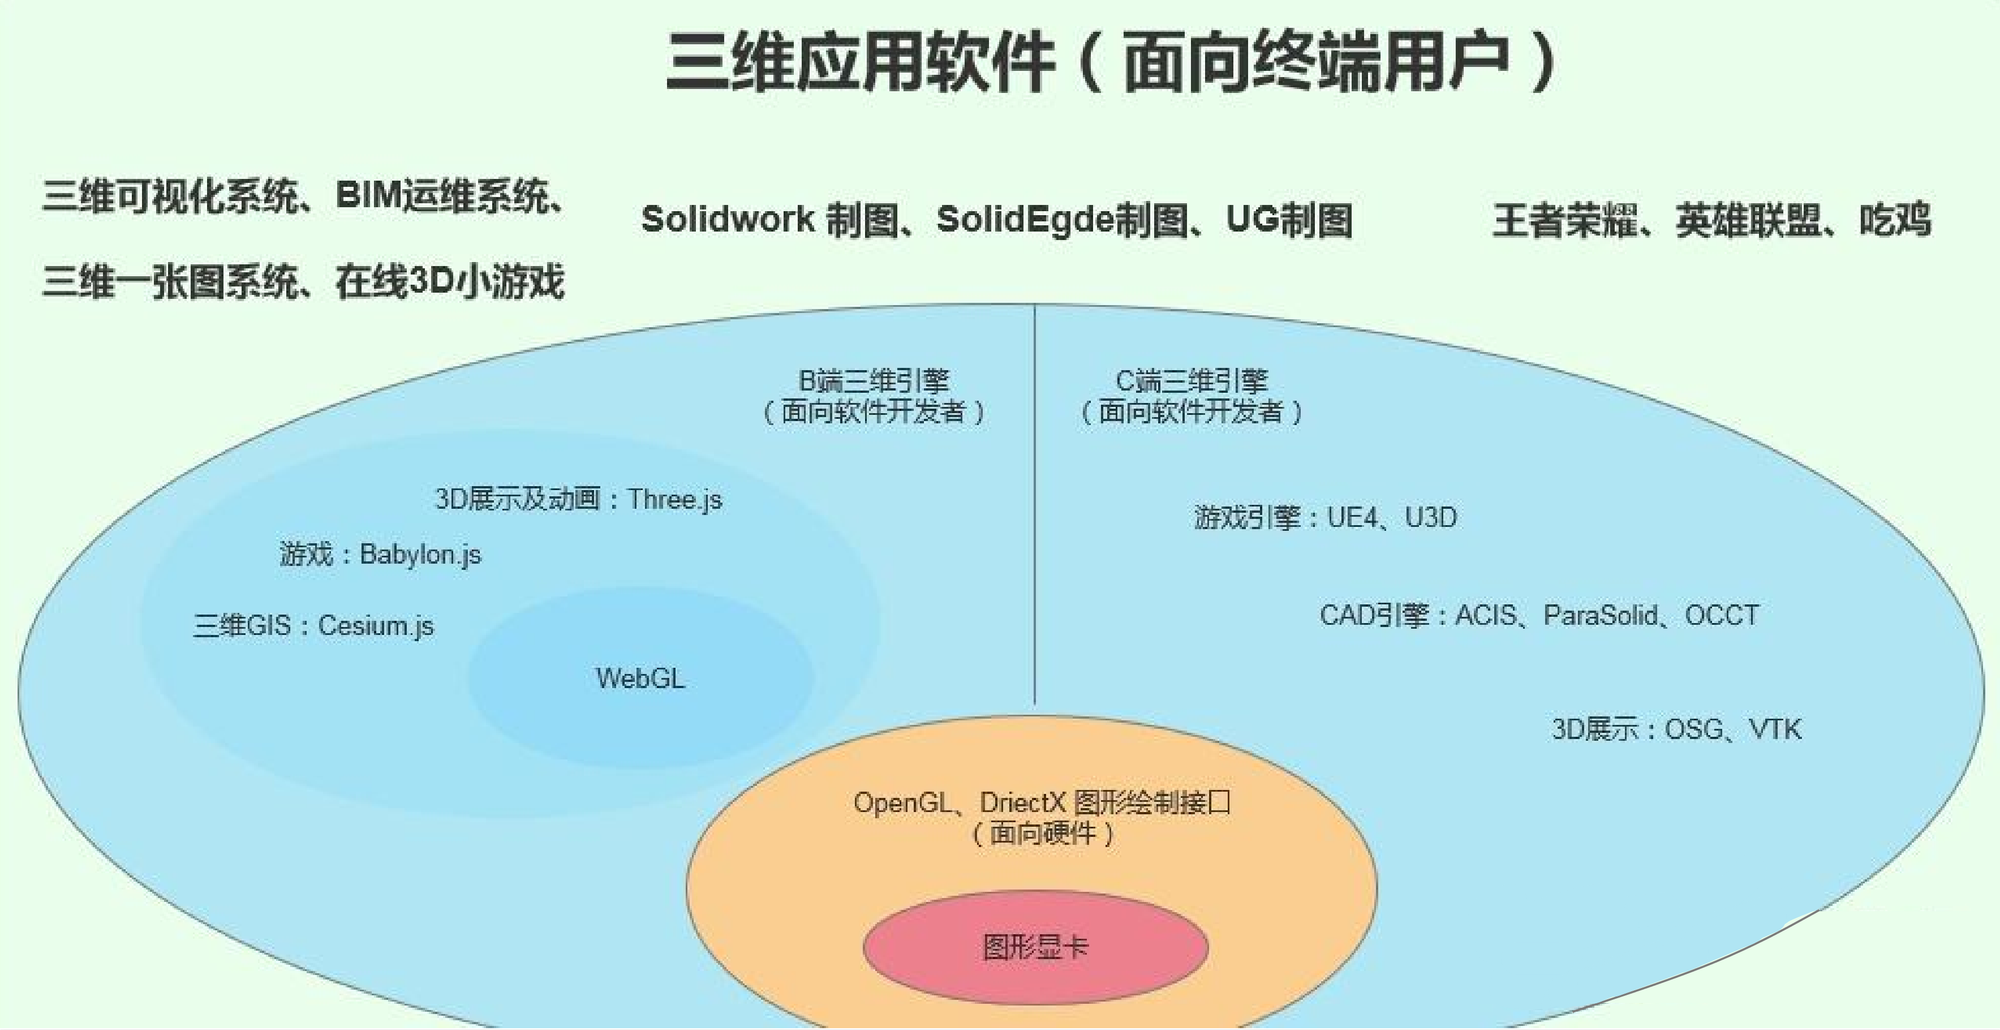 三维应用软件（面向终端用户）
三维可视化系统、BIM运维系统、
三维一张图系统、在线3D小游戏
Solidwork 制图、SolidEgde制图、UG制图
王者荣耀、英雄联盟、吃鸡
B端三维引擎
（面向软件开发者）
C端三维引擎
（面向软件开发者）
3D展示及动画：Three.js
游戏：Babylon.js
三维GIS：Cesium.js
WebGL
游戏引擎：UE4、U3D
CAD引擎：ACIS、ParaSolid、OCCT
3D展示：OSG、VTK
OpenGL、DriectX 图形绘制接口
（面向硬件）
图形显卡